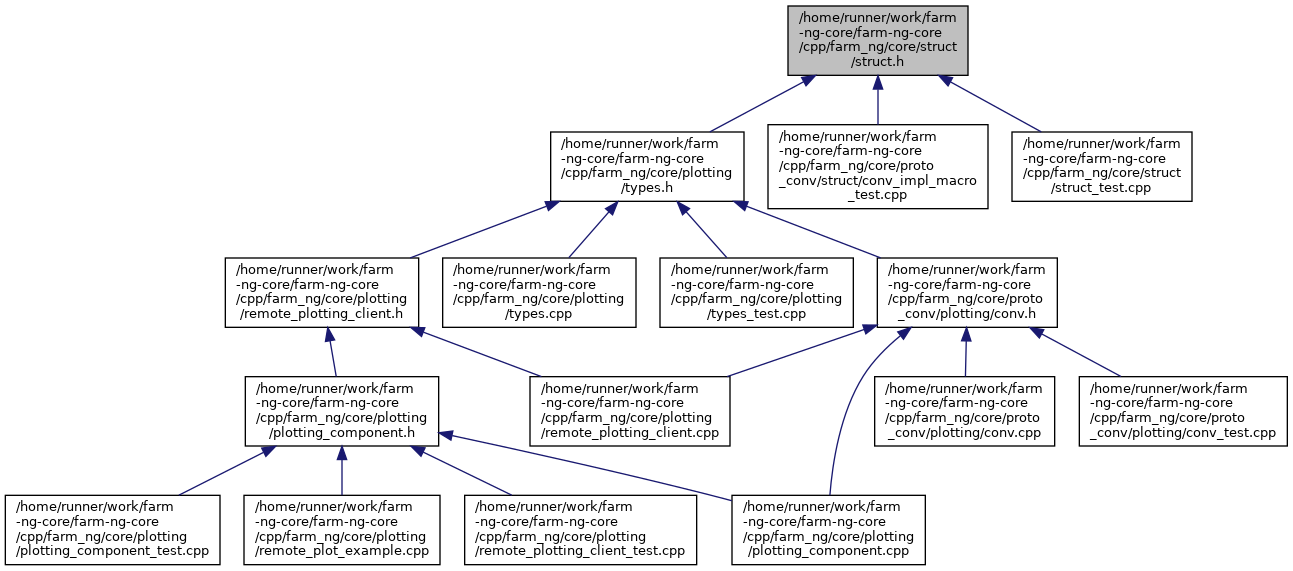 /home/runner/work/farm
-ng-core/farm-ng-core
/cpp/farm_ng/core/struct
/struct.h
/home/runner/work/farm
-ng-core/farm-ng-core
/cpp/farm_ng/core/plotting
/types.h
/home/runner/work/farm
-ng-core/farm-ng-core
/cpp/farm_ng/core/proto
_conv/struct/conv_impl_macro
_test.cpp
/home/runner/work/farm
-ng-core/farm-ng-core
/cpp/farm_ng/core/struct
/struct_test.cpp
/home/runner/work/farm
-ng-core/farm-ng-core
/cpp/farm_ng/core/plotting
/remote_plotting_client.h
/home/runner/work/farm
-ng-core/farm-ng-core
/cpp/farm_ng/core/plotting
/types.cpp
/home/runner/work/farm
-ng-core/farm-ng-core
/cpp/farm_ng/core/plotting
/types_test.cpp
/home/runner/work/farm
-ng-core/farm-ng-core
/cpp/farm_ng/core/proto
_conv/plotting/conv.h
/home/runner/work/farm
-ng-core/farm-ng-core
/cpp/farm_ng/core/plotting
/plotting_component.h
/home/runner/work/farm
-ng-core/farm-ng-core
/cpp/farm_ng/core/plotting
/remote_plotting_client.cpp
/home/runner/work/farm
-ng-core/farm-ng-core
/cpp/farm_ng/core/proto
_conv/plotting/conv.cpp
/home/runner/work/farm
-ng-core/farm-ng-core
/cpp/farm_ng/core/proto
_conv/plotting/conv_test.cpp
/home/runner/work/farm
-ng-core/farm-ng-core
/cpp/farm_ng/core/plotting
/plotting_component_test.cpp
/home/runner/work/farm
-ng-core/farm-ng-core
/cpp/farm_ng/core/plotting
/remote_plot_example.cpp
/home/runner/work/farm
-ng-core/farm-ng-core
/cpp/farm_ng/core/plotting
/remote_plotting_client_test.cpp
/home/runner/work/farm
-ng-core/farm-ng-core
/cpp/farm_ng/core/plotting
/plotting_component.cpp